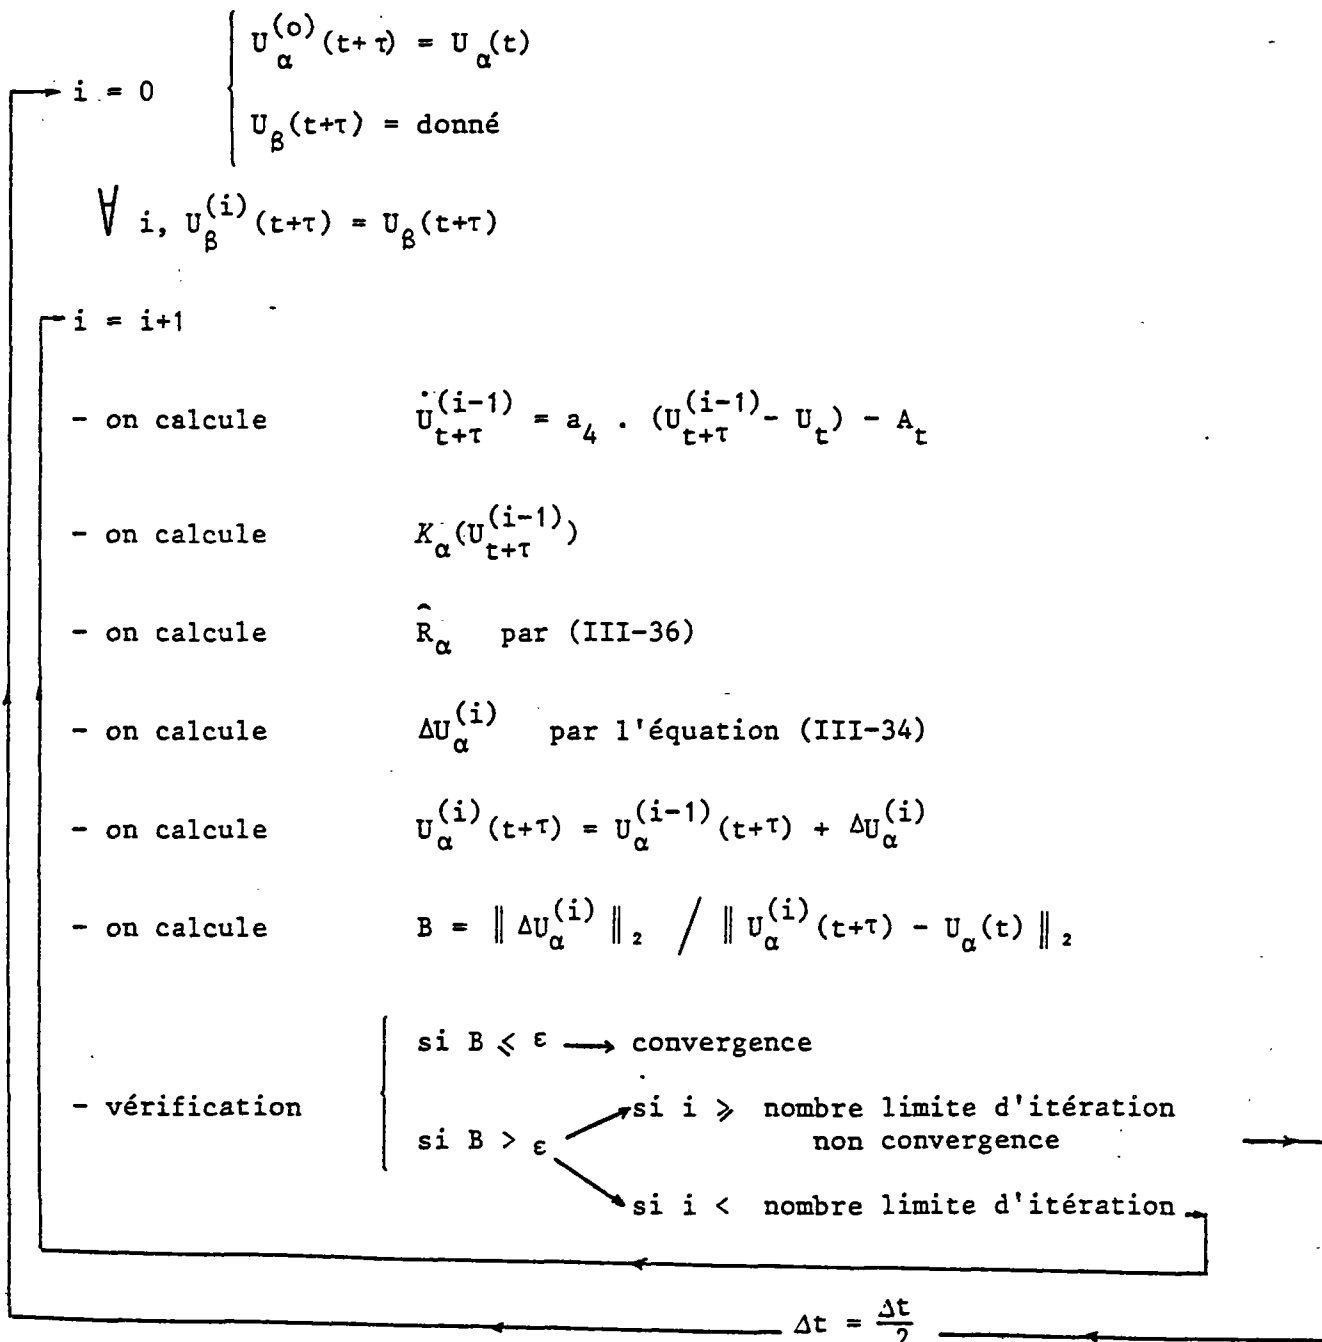 U_α^(o)(t+τ) = U_α(t)
i = 0
U_β(t+τ) = donné
∀ i, U_β^(i)(t+τ) = U_β(t+τ)
i = i+1
- on calcule U̇_{t+τ}^(i-1) = a_4 . (U_{t+τ}^(i-1) - U_t) - A_t
- on calcule K_α(U_{t+τ}^(i-1))
- on calcule R̂_α par (III-36)
- on calcule ΔU_α^(i) par l'équation (III-34)
- on calcule U_α^(i)(t+τ) = U_α^(i-1)(t+τ) + ΔU_α^(i)
- on calcule B = ‖ ΔU_α^(i) ‖_2 / ‖ U_α^(i)(t+τ) - U_α(t) ‖_2
si B ⩽ ε → convergence
- vérification
si i ⩾ nombre limite d'itération
si B > ε
non convergence
si i < nombre limite d'itération
Δt = Δt/2